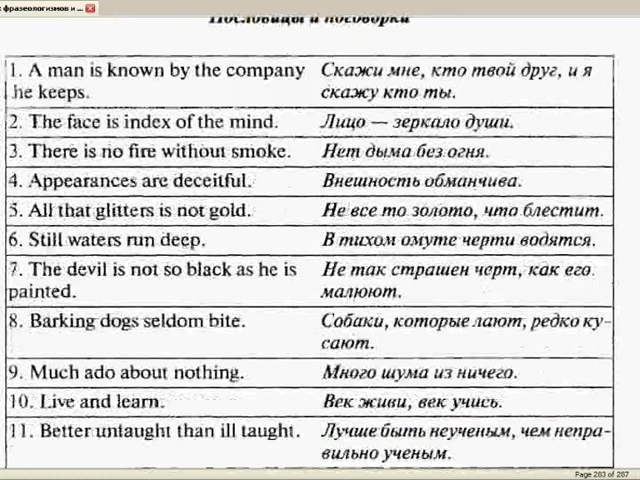 : фразеологизмов и ...
Пословицы и поговорки
1. A man is known by the company he keeps.
Скажи мне, кто твой друг, и я скажу кто ты.
2. The face is index of the mind.
Лицо — зеркало души.
3. There is no fire without smoke.
Нет дыма без огня.
4. Appearances are deceitful.
Внешность обманчива.
5. All that glitters is not gold.
Не все то золото, что блестит.
6. Still waters run deep.
В тихом омуте черти водятся.
7. The devil is not so black as he is painted.
Не так страшен черт, как его малюют.
8. Barking dogs seldom bite.
Собаки, которые лают, редко ку-
сают.
9. Much ado about nothing.
Много шума из ничего.
10. Live and learn.
Век живи, век учись.
11. Better untaught than ill taught.
Лучше быть неученым, чем непра-
вильно ученым.
Page 283 of 287